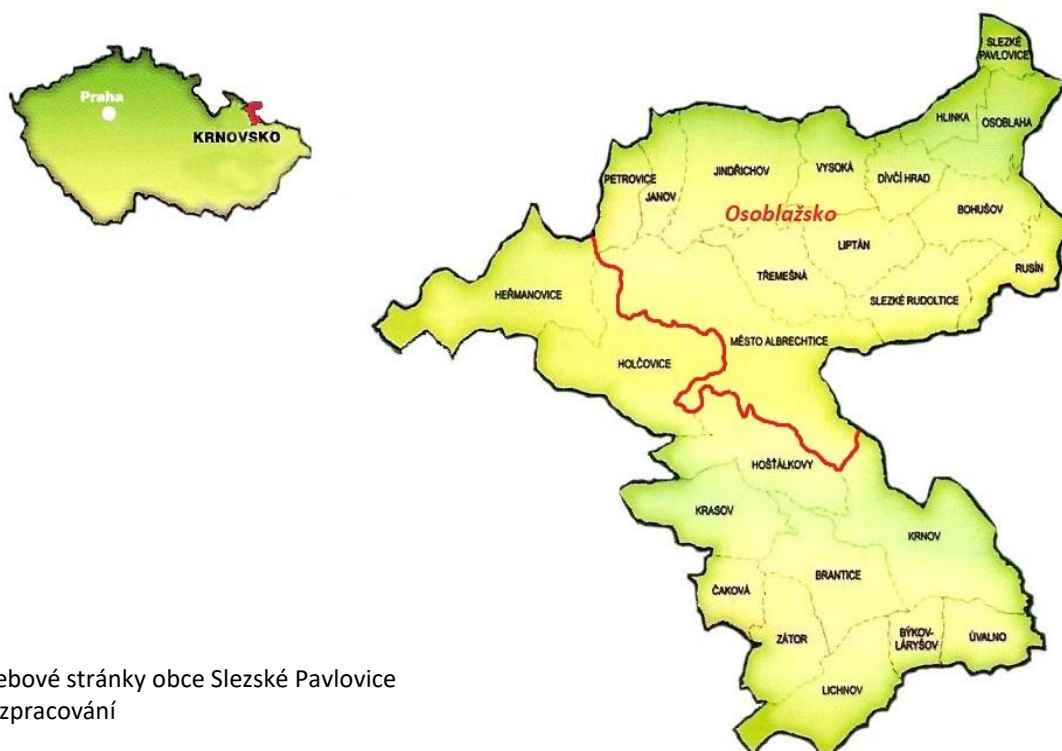 Praha
KRNOVSKO
SLEZKÉ
PAVLOVICE
HLINKA
OSOBLAHA
PETROVICE
JANOV
JINDŘICHOV
VYSOKÁ
DÍVČÍ HRAD
BOHUŠOV
Osoblažsko
LIPTÁN
TŘEMEŠNÁ
RUSÍN
SLEZKÉ RUDOLTICE
HEŘMANOVICE
MĚSTO ALBRECHTICE
HOLČOVICE
HOŠŤÁLKOVY
KRASOV
KRNOV
BRANTICE
ČAKOVÁ
ZÁTOR
BÝKOV-
LÁRYŠOV
ÚVALNO
LICHNOV
ebové stránky obce Slezské Pavlovice
zpracování